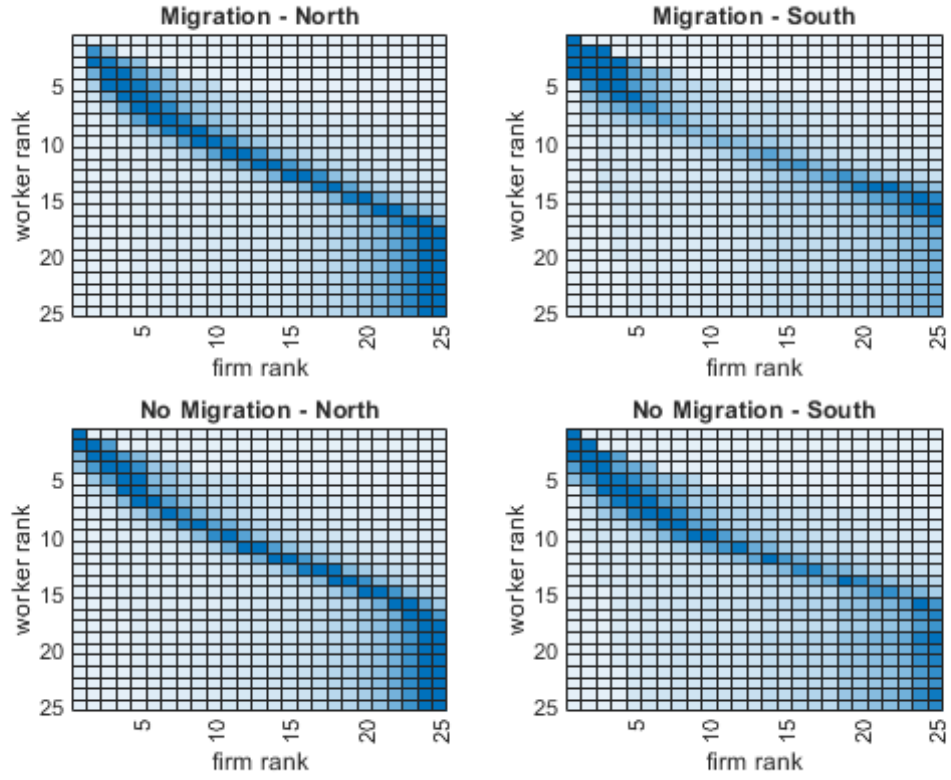 Migration - North
worker rank
5
10
15
20
25
5 10 15 20 25
firm rank
Migration - South
worker rank
5
10
15
20
25
5 10 15 20 25
firm rank
No Migration - North
worker rank
5
10
15
20
25
5 10 15 20 25
firm rank
No Migration - South
worker rank
5
10
15
20
25
5 10 15 20 25
firm rank